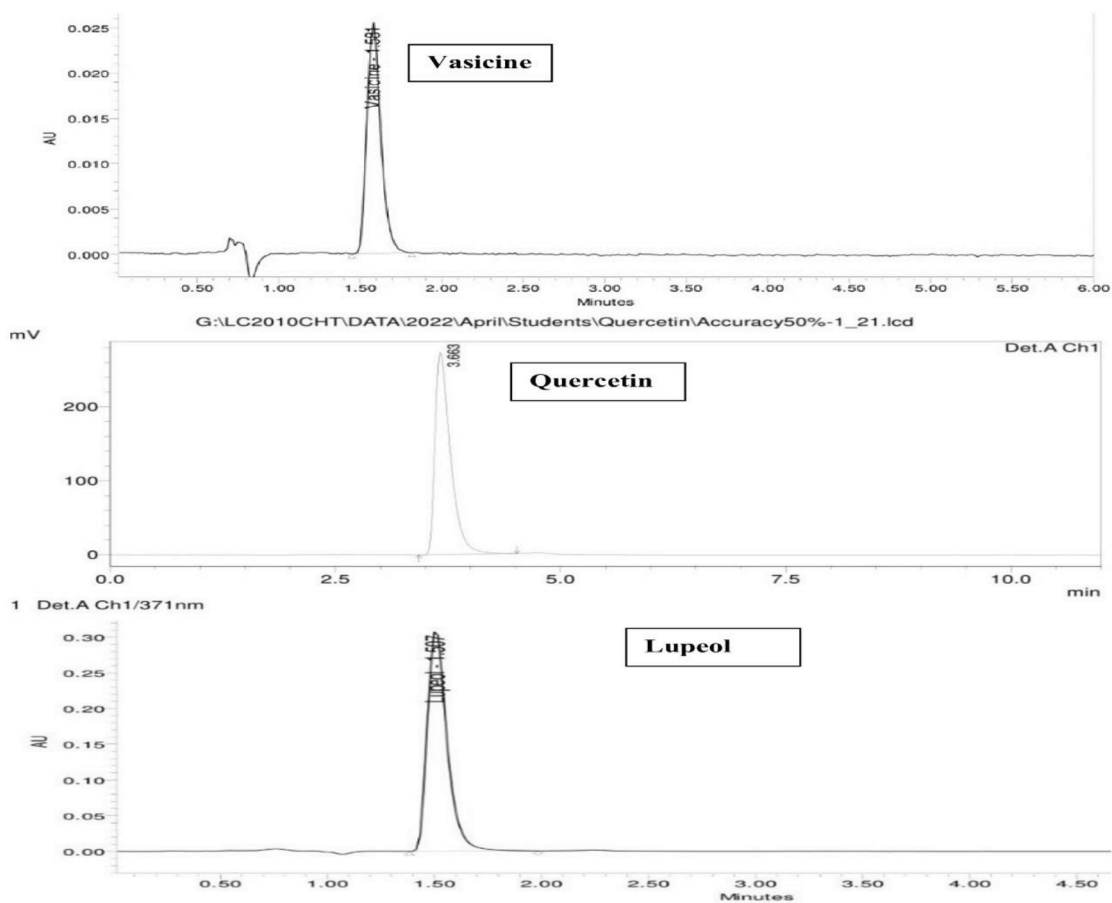 0.025
Vasicine - 1.581
Vasicine
0.020
0.015
AU
0.010
0.005
0.000
0.50 1.00 1.50 2.00 2.50 3.00 3.50 4.00 4.50 5.00 5.50 6.00
Minutes
G:\LC2010CHT\DATA\2022\April\Students\Quercetin\Accuracy50%-1_21.lcd
mV
Det.A Ch1
3.663
Quercetin
200
100
0
0.0 2.5 5.0 7.5 10.0
min
1 Det.A Ch1/371nm
0.30
Lupeol - 1.507
Lupeol
0.25
0.20
0.15
AU
0.10
0.05
0.00
0.50 1.00 1.50 2.00 2.50 3.00 3.50 4.00 4.50
Minutes